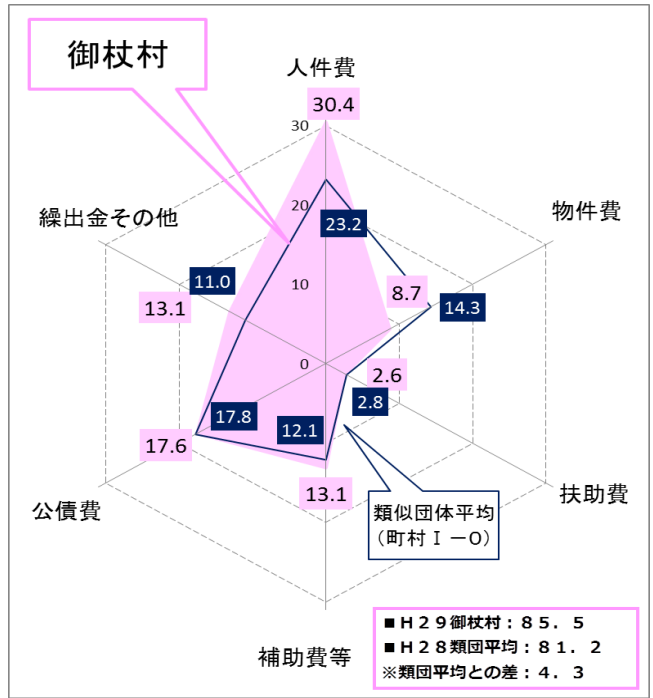 御杖村
人件費
30.4
30
繰出金その他
20
23.2
物件費
11.0
10
8.7
14.3
13.1
0
2.6
2.8
17.8
12.1
17.6
13.1
公債費
類似団体平均
（町村Ⅰ－0）
扶助費
補助費等
■H29御杖村：85．5
■H28類団平均：81．2
※類団平均との差：4．3